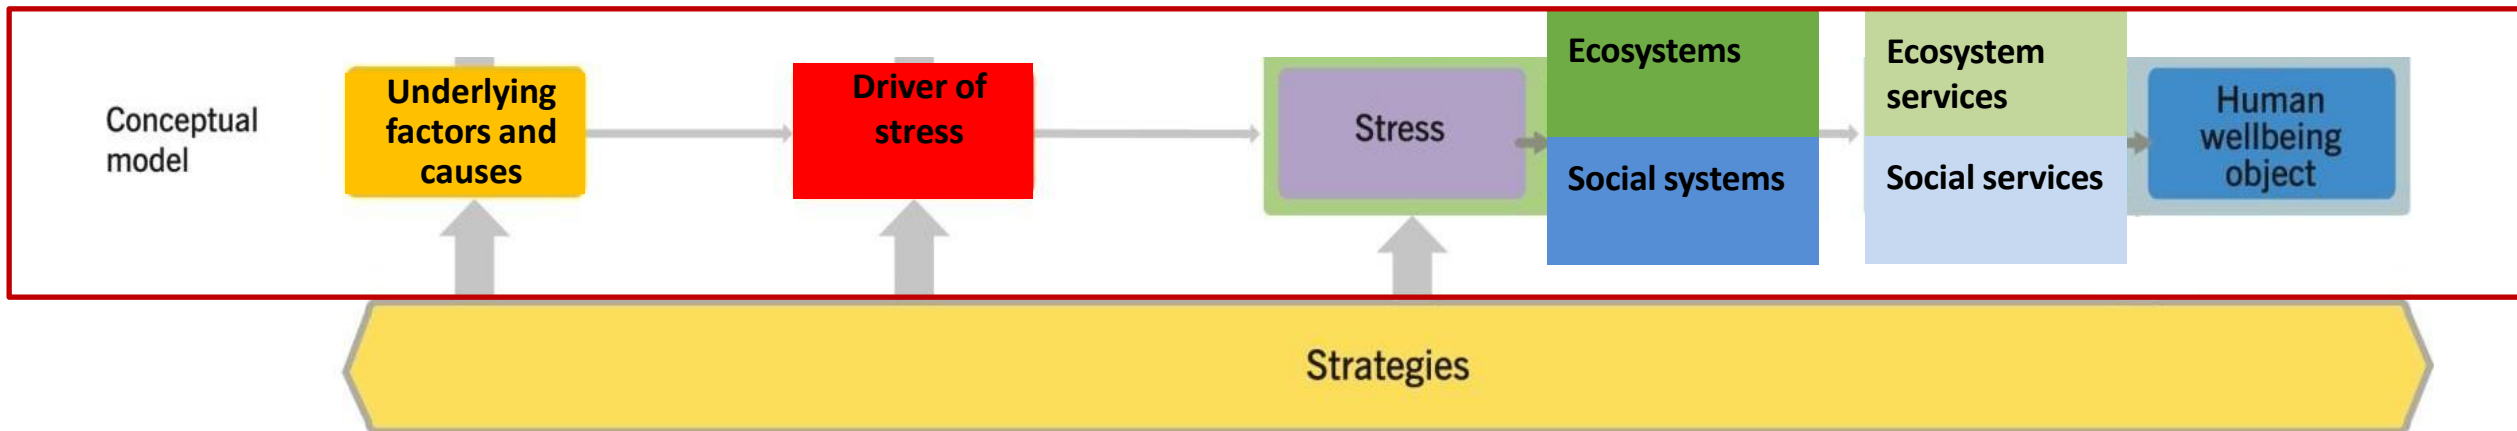 Conceptual
model
Underlying
factors and
causes
Driver of
stress
Stress
Ecosystems
Social systems
Ecosystem
services
Social services
Human
wellbeing
object
Strategies